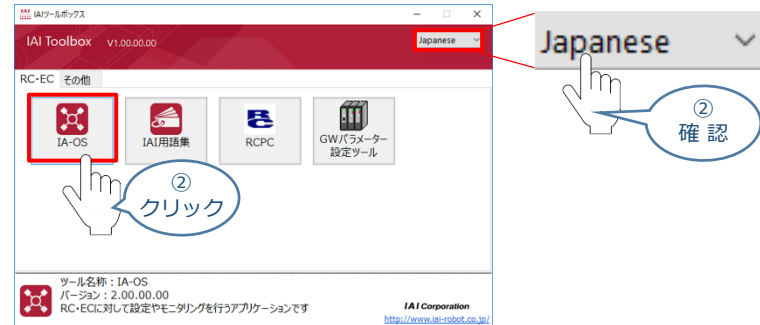 IAIツールボックス
IAI Toolbox V1.00.00.00
Japanese
Japanese
②
確 認
RC・EC その他
IA-OS
IAI用語集
RCPC
GWパラメーター
設定ツール
②
クリック
ツール名称：IA-OS
バージョン：2.00.00.00
RC・ECに対して設定やモニタリングを行うアプリケーションです
IAI Corporation
http://www.iai-robot.co.jp/